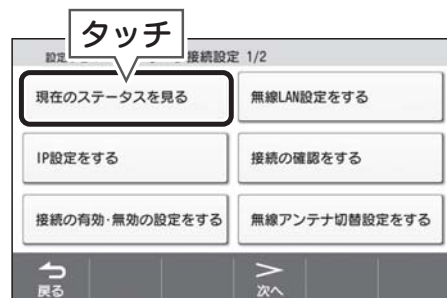 タッチ
設定
接続設定 1/2
現在のステータスを見る
無線LAN設定をする
IP設定をする
接続の確認をする
接続の有効・無効の設定をする
無線アンテナ切替設定をする
戻る
次へ